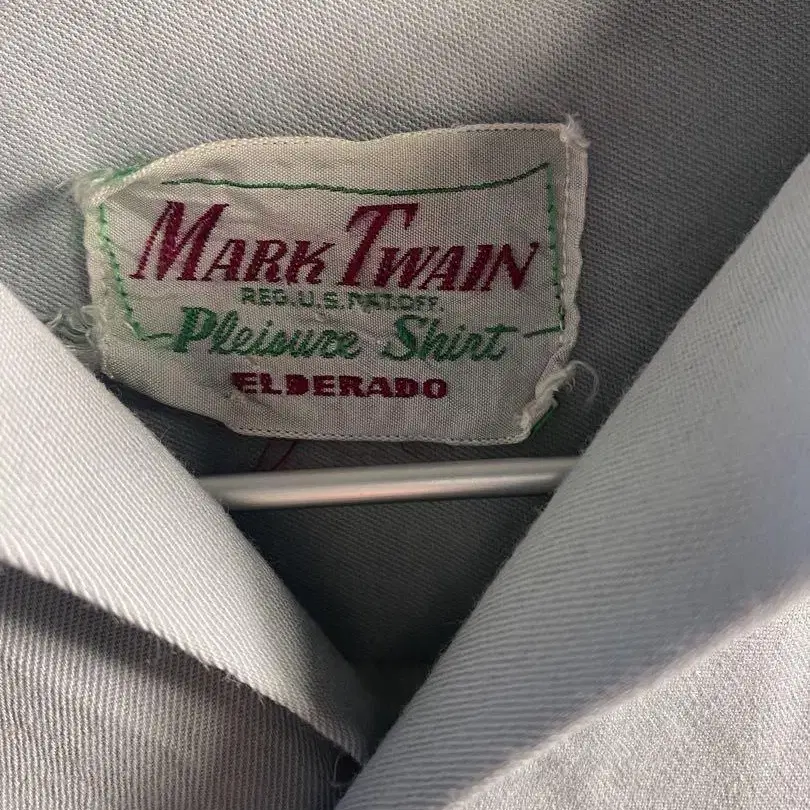 MARK TWAIN
REG. U.S. PAT. OFF.
Pleisure Shirt
ELDERADO